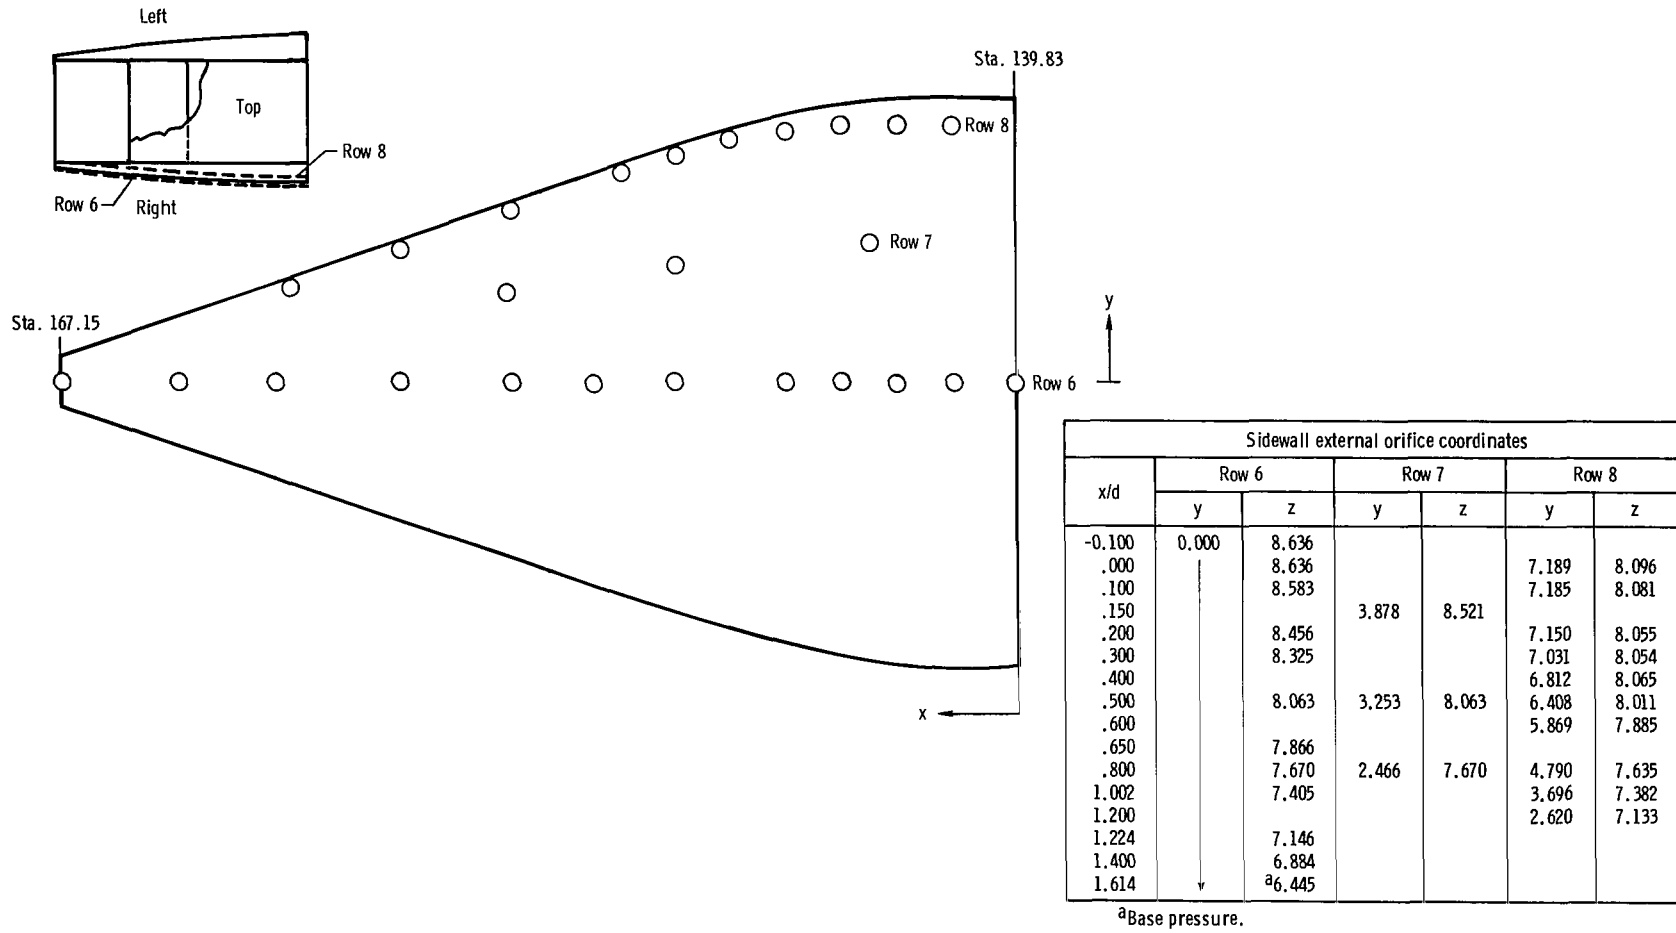 Left
Sta. 139.83
Top
Row 8
Row 8
Row 6
Right
Row 7
Sta. 167.15
y
Row 6
x
Sidewall external orifice coordinates
x/d Row 6 Row 7 Row 8
y z y z y z
-0.100 0.000 8.636
.000 8.636 7.189 8.096
.100 8.583 7.185 8.081
.150 3.878 8.521
.200 8.456 7.150 8.055
.300 8.325 7.031 8.054
.400 6.812 8.065
.500 8.063 3.253 8.063 6.408 8.011
.600 5.869 7.885
.650 7.866
.800 7.670 2.466 7.670 4.790 7.635
1.002 7.405 3.696 7.382
1.200 2.620 7.133
1.224 7.146
1.400 6.884
1.614 a6.445
aBase pressure.